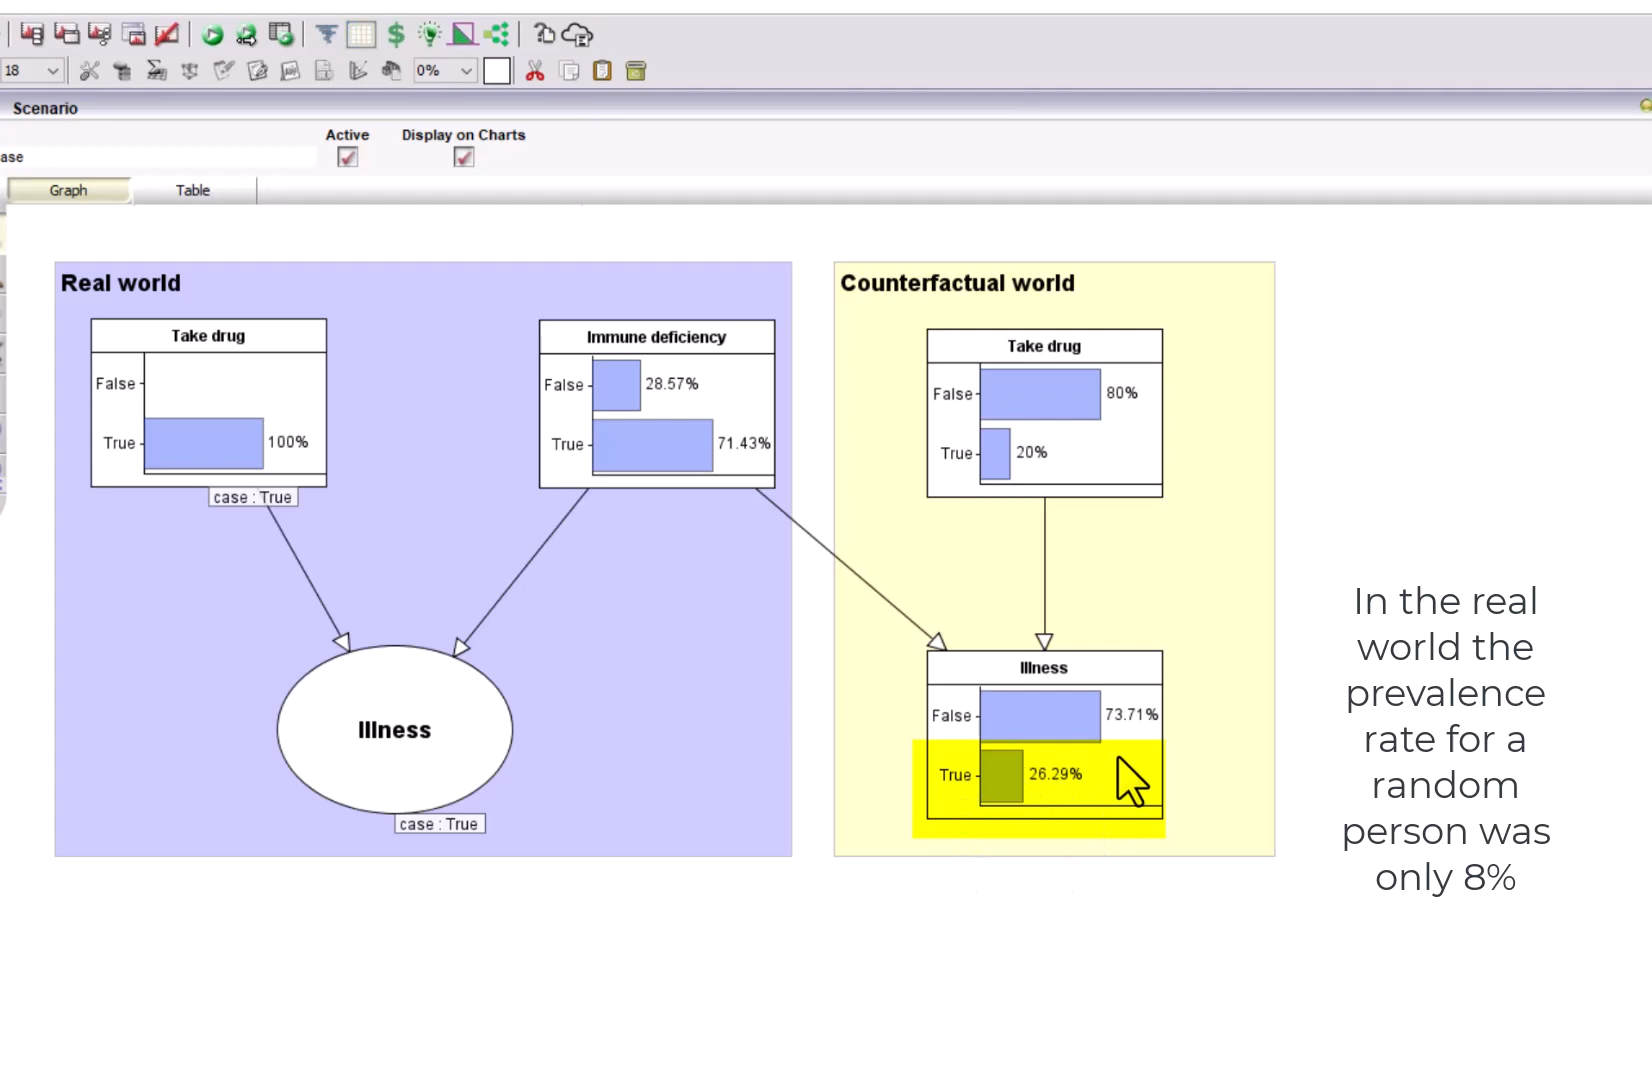 18
0%
Scenario
Active
Display on Charts
ase
Graph
Table
Real world
Take drug
False
True
100%
case : True
Immune deficiency
False
28.57%
True
71.43%
Illness
case : True
Counterfactual world
Take drug
False
80%
True
20%
Illness
False
73.71%
True
26.29%
In the real
world the
prevalence
rate for a
random
person was
only 8%